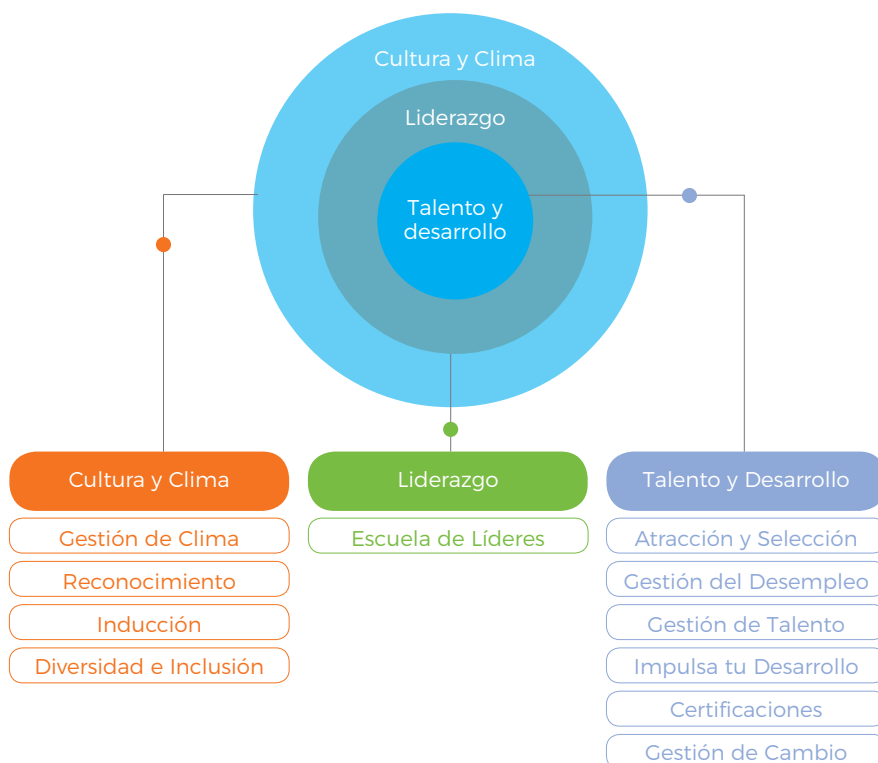 Cultura y Clima
Liderazgo
Talento y
desarrollo
Cultura y Clima
Gestión de Clima
Reconocimiento
Inducción
Diversidad e Inclusión
Liderazgo
Escuela de Líderes
Talento y Desarrollo
Atracción y Selección
Gestión del Desempleo
Gestión de Talento
Impulsa tu Desarrollo
Certificaciones
Gestión de Cambio